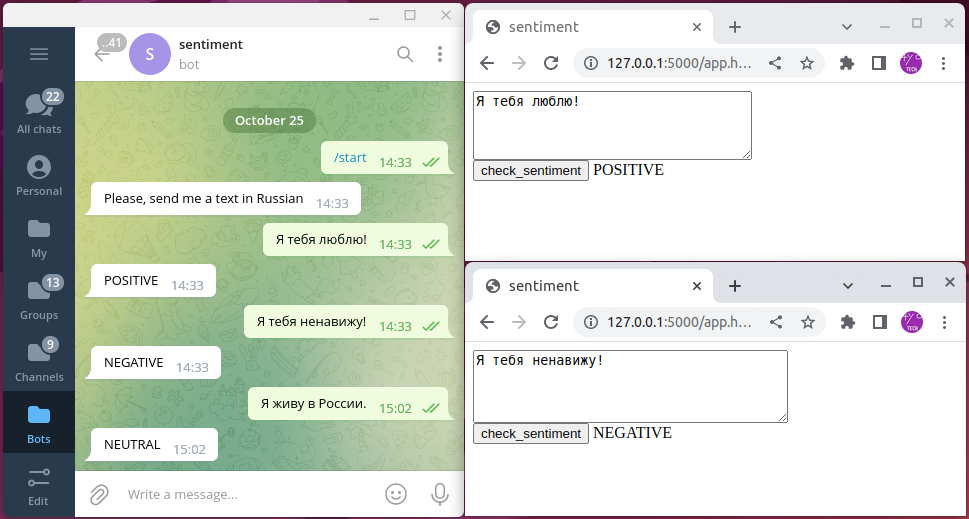 ..41
S
sentiment
bot
22
All chats
Personal
My
13
Groups
9
Channels
Bots
Edit
October 25
/start 14:33
Please, send me a text in Russian 14:33
Я тебя люблю! 14:33
POSITIVE 14:33
Я тебя ненавижу! 14:33
NEGATIVE 14:33
Я живу в России. 15:02
NEUTRAL 15:02
Write a message...
sentiment
127.0.0.1:5000/app.h...
Я тебя люблю!
check_sentiment POSITIVE
sentiment
127.0.0.1:5000/app.h...
Я тебя ненавижу!
check_sentiment NEGATIVE